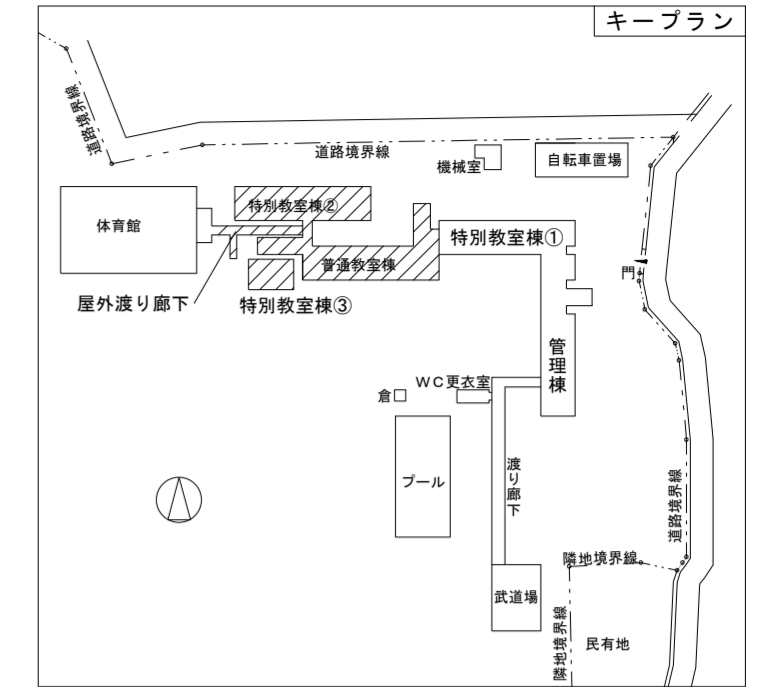 キープラン
道路境界線
道路境界線
機械室
自転車置場
体育館
特別教室棟②
特別教室棟①
普通教室棟
門
屋外渡り廊下
特別教室棟③
管理棟
WC更衣室
倉
プール
渡り廊下
道路境界線
隣地境界線
武道場
隣地境界線
民有地